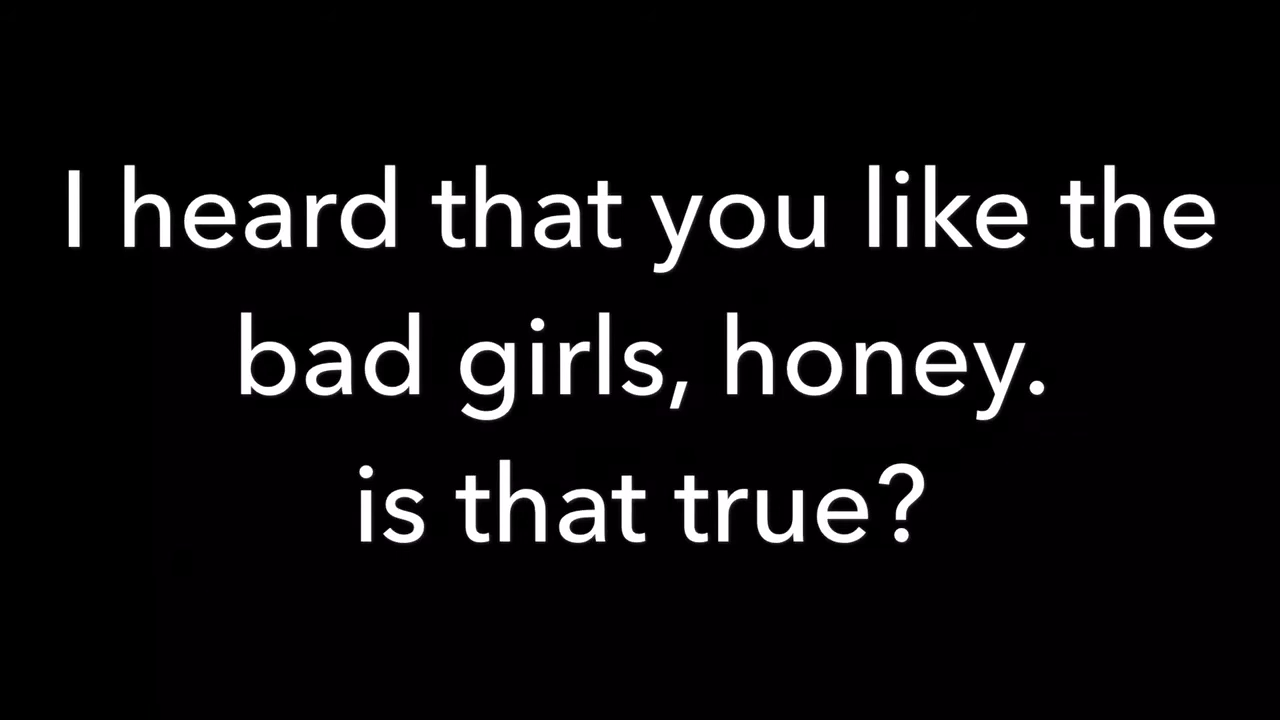 I heard that you like the
bad girls, honey.
is that true?